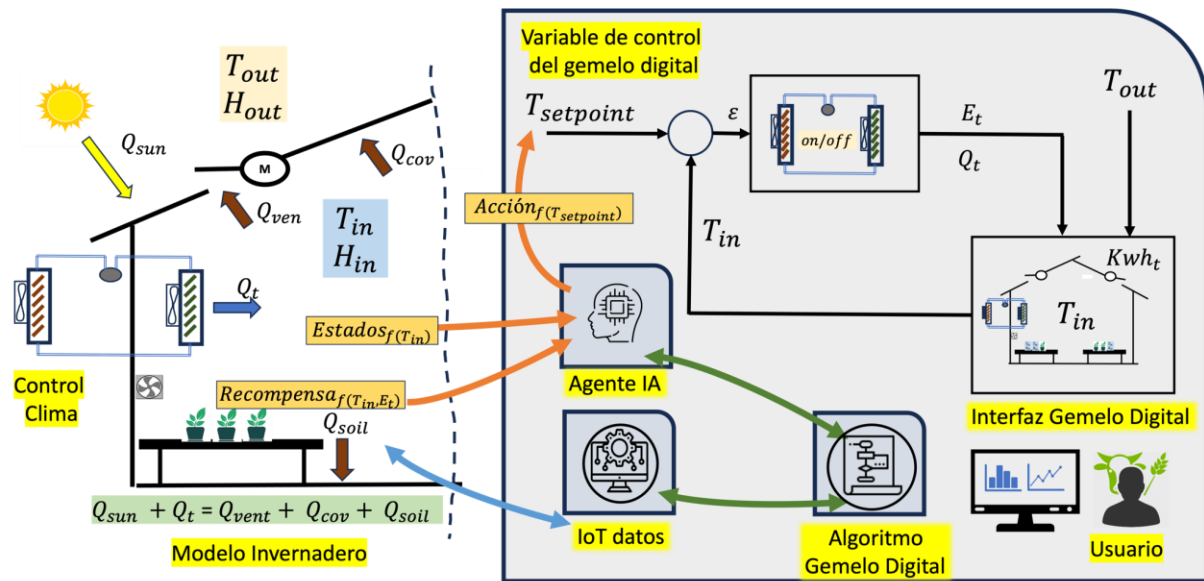 T_out
H_out
Q_sun
M
Q_cov
Q_ven
T_in
H_in
Q_t
Control
Clima
Estados_f(T_in)
Recompensa_f(T_in,E_t)
Q_soil
Q_sun + Q_t = Q_vent + Q_cov + Q_soil
Modelo Invernadero
Variable de control
del gemelo digital
T_setpoint
ε
on/off
E_t
Q_t
T_out
Acción_f(T_setpoint)
T_in
Kwh_t
T_in
Agente IA
Interfaz Gemelo Digital
IoT datos
Algoritmo
Gemelo Digital
Usuario